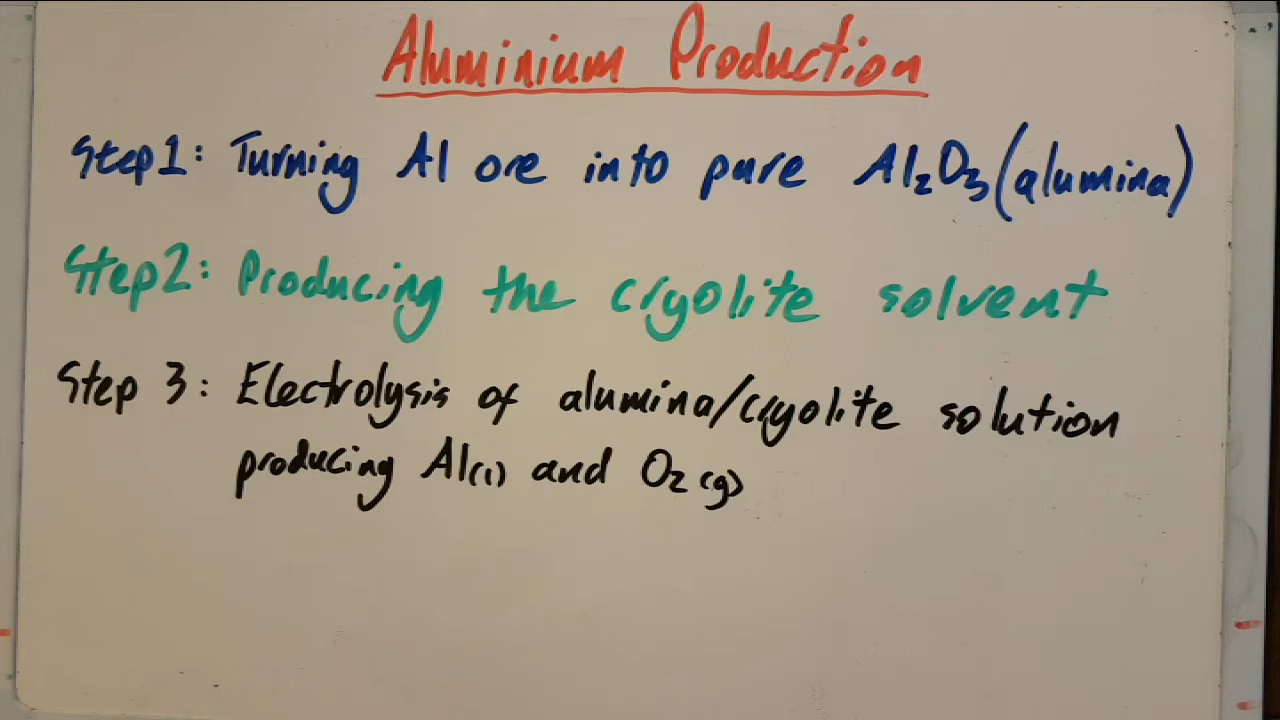 Aluminium Production
Step1: Turning Al ore into pure Al₂O₃(alumina)
Step2: Producing the cryolite solvent
Step 3: Electrolysis of alumina/cryolite solution
producing Al(l) and O₂(g)